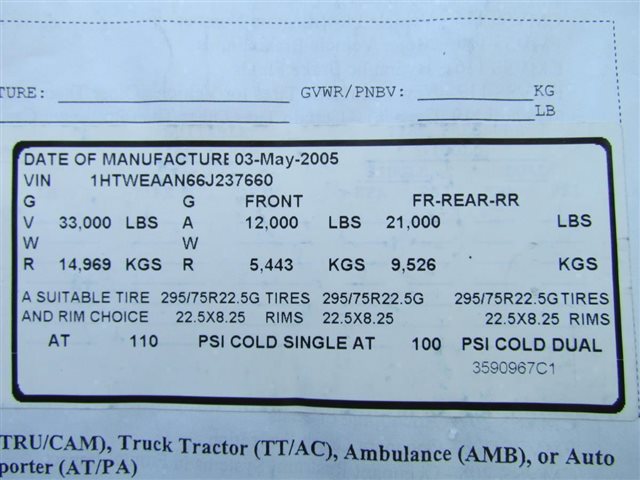 TURE: GVWR/PNBV: KG
LB
DATE OF MANUFACTURE 03-May-2005
VIN 1HTWEAAN66J237660
G G FRONT FR-REAR-RR
V 33,000 LBS A 12,000 LBS 21,000 LBS
W W
R 14,969 KGS R 5,443 KGS 9,526 KGS
A SUITABLE TIRE 295/75R22.5G TIRES 295/75R22.5G 295/75R22.5G TIRES
AND RIM CHOICE 22.5X8.25 RIMS 22.5X8.25 22.5X8.25 RIMS
AT 110 PSI COLD SINGLE AT 100 PSI COLD DUAL
3590967C1
TRU/CAM), Truck Tractor (TT/AC), Ambulance (AMB), or Auto
porter (AT/PA)